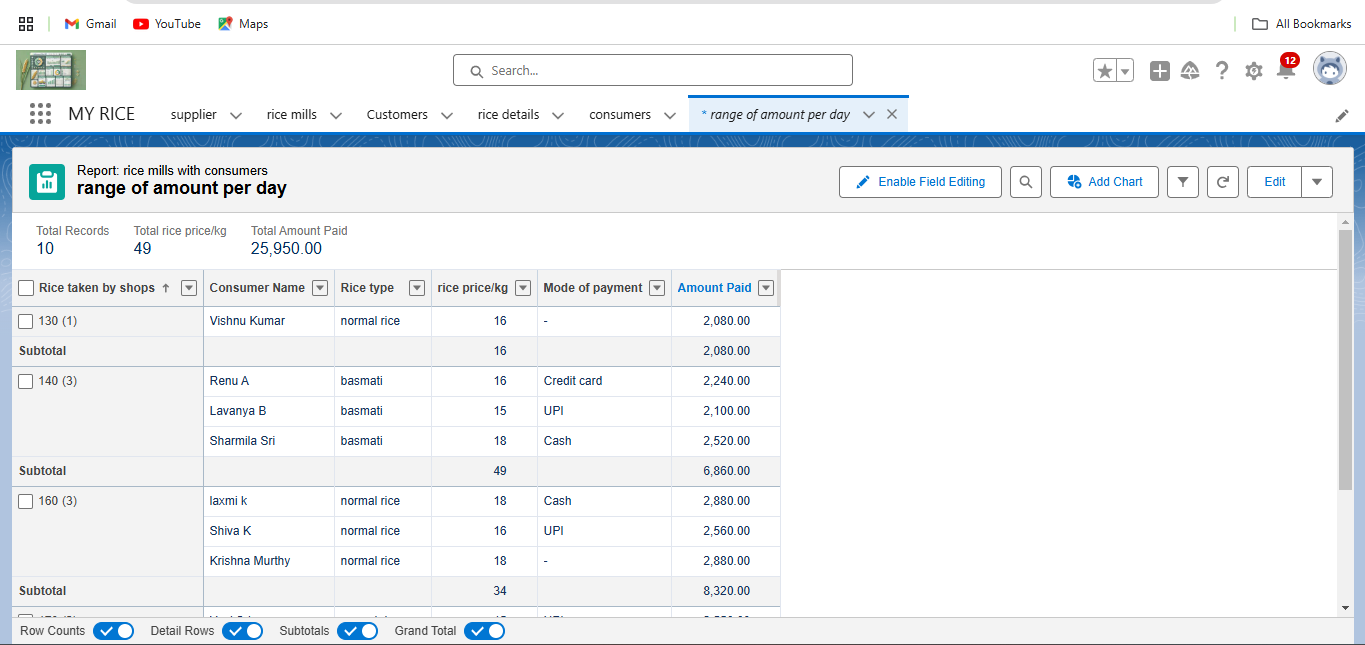 Gmail YouTube Maps All Bookmarks
Search... 12
MY RICE supplier rice mills Customers rice details consumers * range of amount per day
Report: rice mills with consumers
range of amount per day
Enable Field Editing Add Chart Edit
Total Records Total rice price/kg Total Amount Paid
10 49 25,950.00
Rice taken by shops ↑ Consumer Name Rice type rice price/kg Mode of payment Amount Paid
130 (1) Vishnu Kumar normal rice 16 - 2,080.00
Subtotal 16 2,080.00
140 (3) Renu A basmati 16 Credit card 2,240.00
Lavanya B basmati 15 UPI 2,100.00
Sharmila Sri basmati 18 Cash 2,520.00
Subtotal 49 6,860.00
160 (3) laxmi k normal rice 18 Cash 2,880.00
Shiva K normal rice 16 UPI 2,560.00
Krishna Murthy normal rice 18 - 2,880.00
Subtotal 34 8,320.00
Row Counts Detail Rows Subtotals Grand Total